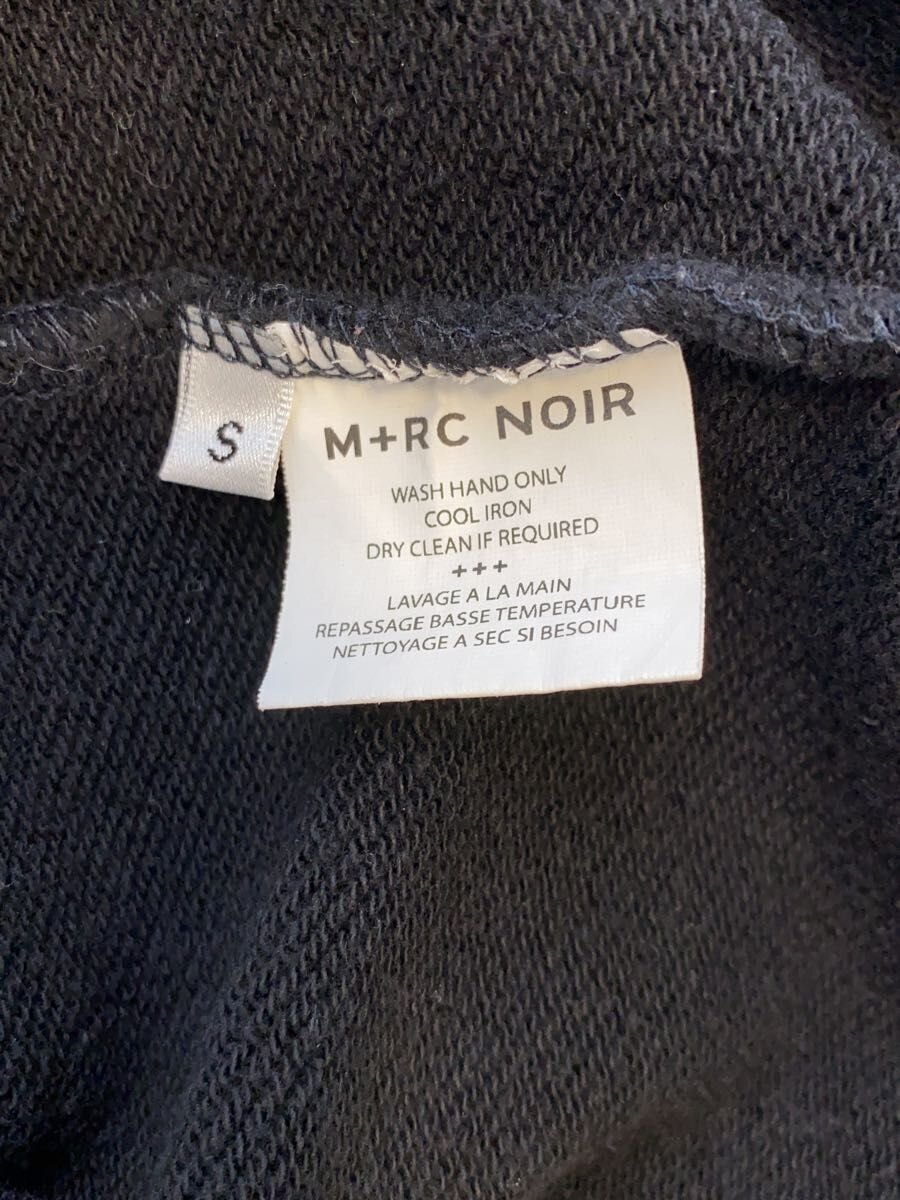 S
M+RC NOIR
WASH HAND ONLY
COOL IRON
DRY CLEAN IF REQUIRED
+++
LAVAGE A LA MAIN
REPASSAGE BASSE TEMPERATURE
NETTOYAGE A SEC SI BESOIN